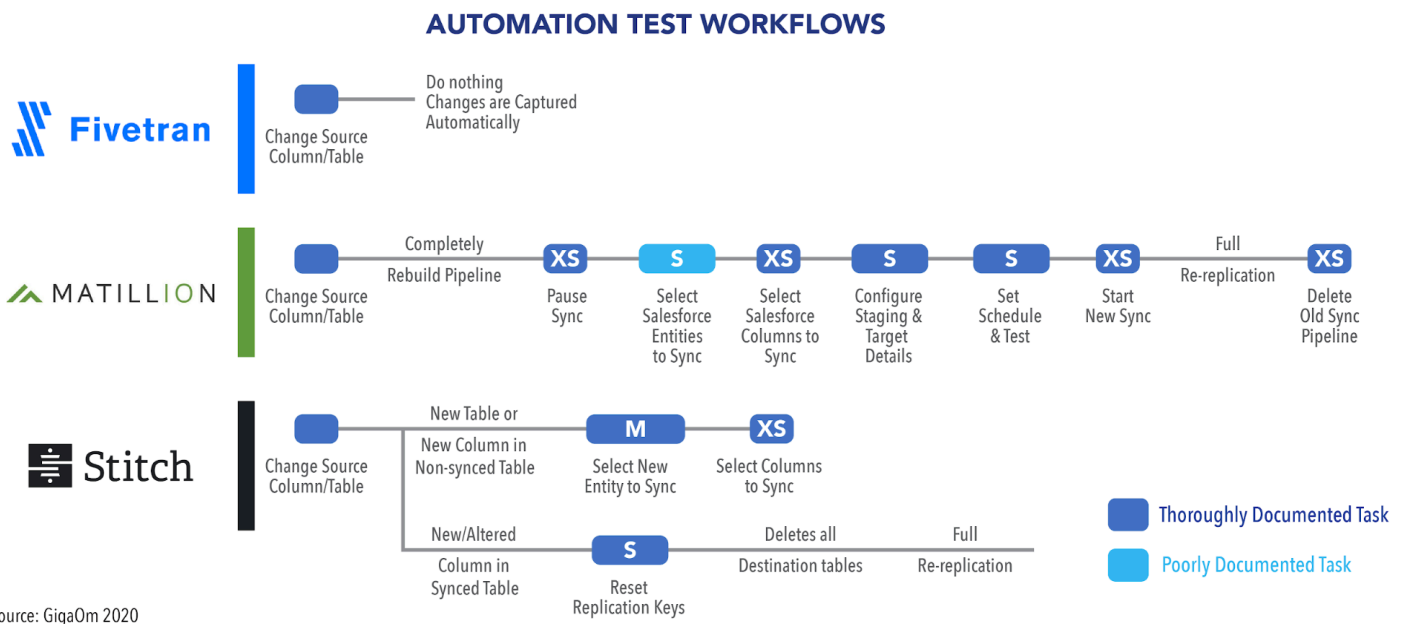 AUTOMATION TEST WORKFLOWS
Fivetran
Change Source
Column/Table
Do nothing
Changes are Captured
Automatically
MATILLION
Change Source
Column/Table
Completely
Rebuild Pipeline
XS
Pause
Sync
S
Select
Salesforce
Entities
to Sync
XS
Select
Salesforce
Columns to
Sync
S
Configure
Staging &
Target
Details
S
Set
Schedule
& Test
XS
Start
New Sync
Full
Re-replication
XS
Delete
Old Sync
Pipeline
Stitch
Change Source
Column/Table
New Table or
New Column in
Non-synced Table
M
Select New
Entity to Sync
XS
Select Columns
to Sync
New/Altered
Column in
Synced Table
S
Reset
Replication Keys
Deletes all
Destination tables
Full
Re-replication
Thoroughly Documented Task
Poorly Documented Task
ource: GigaOm 2020